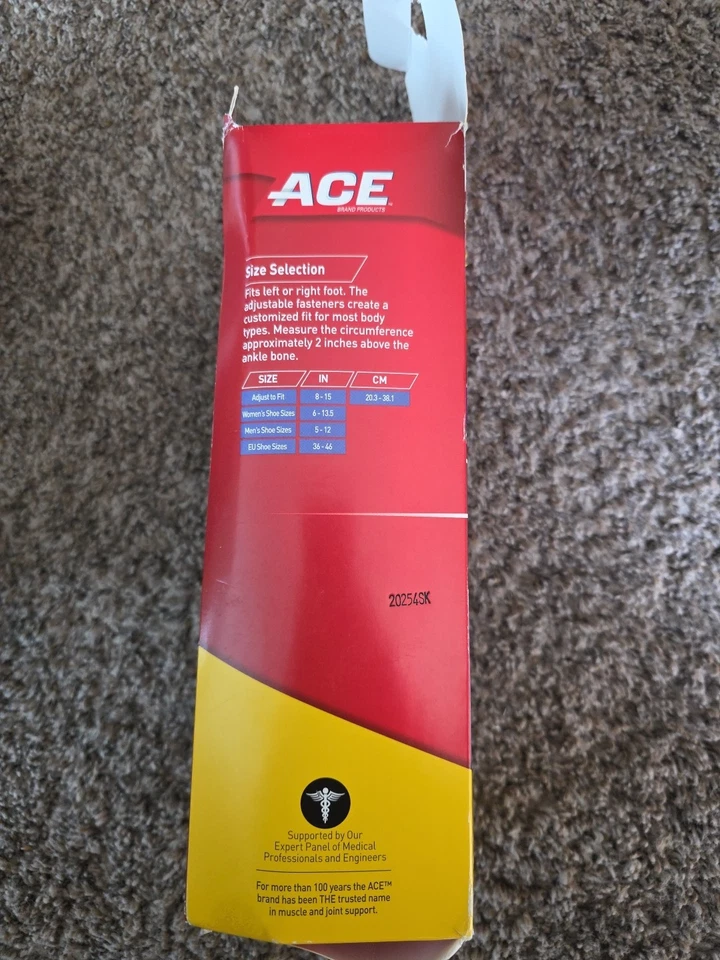 ACE™
BRAND PRODUCTS
Size Selection
Fits left or right foot. The
adjustable fasteners create a
customized fit for most body
types. Measure the circumference
approximately 2 inches above the
ankle bone.
SIZE IN CM
Adjust to Fit 8 - 15 20.3 - 38.1
Women's Shoe Sizes 6 - 13.5
Men's Shoe Sizes 5 - 12
EU Shoe Sizes 36 - 46
20254SK
Supported by Our
Expert Panel of Medical
Professionals and Engineers
For more than 100 years the ACE™
brand has been THE trusted name
in muscle and joint support.